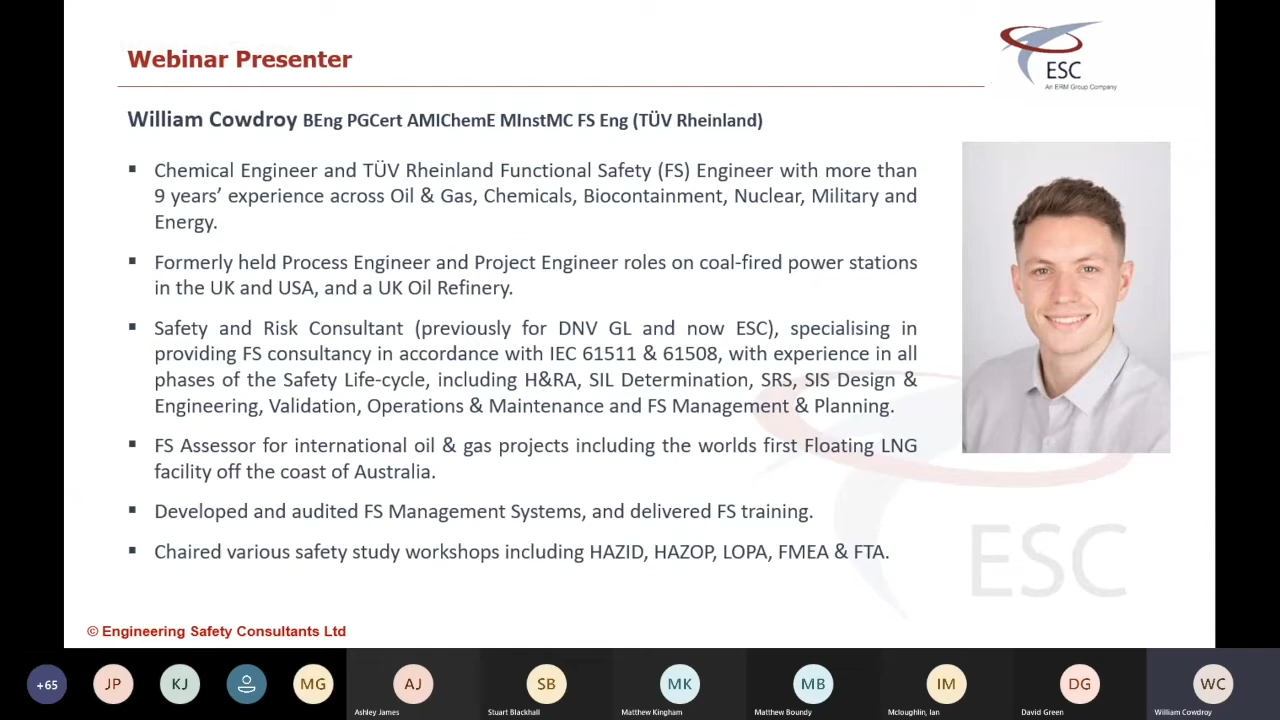 Webinar Presenter
ESC
An ERM Group Company
William Cowdroy BEng PGCert AMIChemE MInstMC FS Eng (TÜV Rheinland)
▪ Chemical Engineer and TÜV Rheinland Functional Safety (FS) Engineer with more than
9 years’ experience across Oil & Gas, Chemicals, Biocontainment, Nuclear, Military and
Energy.
▪ Formerly held Process Engineer and Project Engineer roles on coal-fired power stations
in the UK and USA, and a UK Oil Refinery.
▪ Safety and Risk Consultant (previously for DNV GL and now ESC), specialising in
providing FS consultancy in accordance with IEC 61511 & 61508, with experience in all
phases of the Safety Life-cycle, including H&RA, SIL Determination, SRS, SIS Design &
Engineering, Validation, Operations & Maintenance and FS Management & Planning.
▪ FS Assessor for international oil & gas projects including the worlds first Floating LNG
facility off the coast of Australia.
▪ Developed and audited FS Management Systems, and delivered FS training.
▪ Chaired various safety study workshops including HAZID, HAZOP, LOPA, FMEA & FTA.
ESC
© Engineering Safety Consultants Ltd
+65 JP KJ MG AJ SB MK MB IM DG WC
Ashley James Stuart Blackhall Matthew Kingham Matthew Boundy Mcloughlin, Ian David Green William Cowdroy